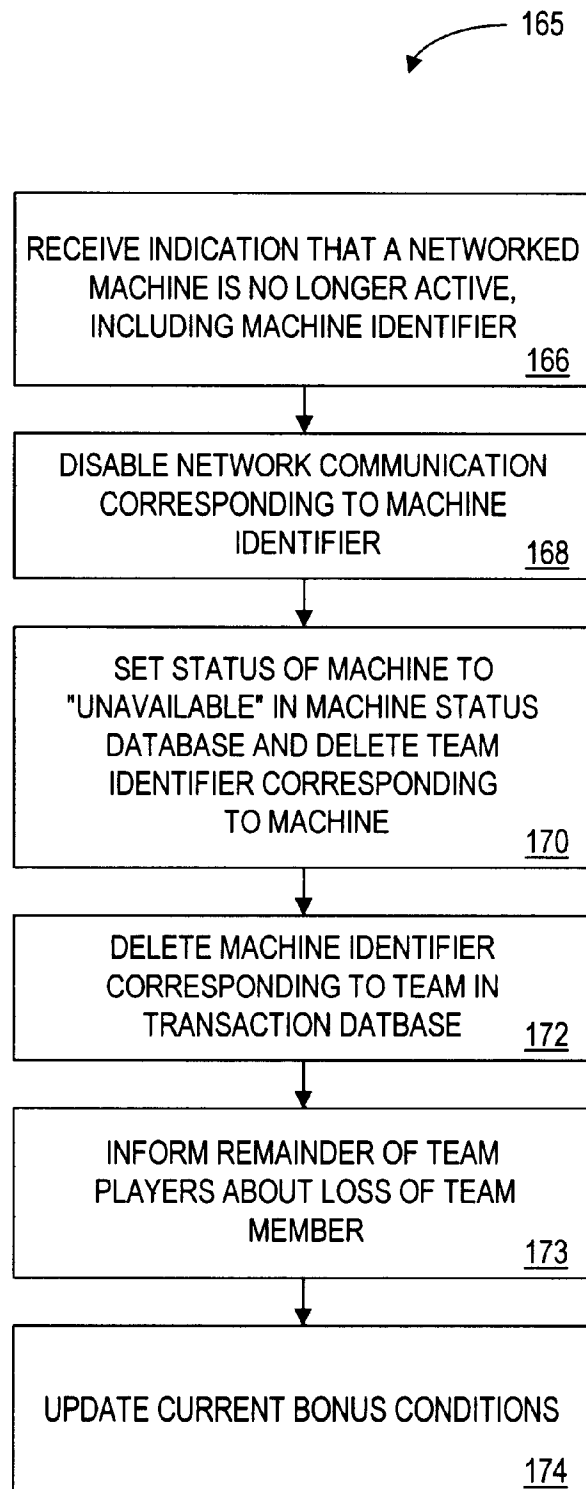 165
RECEIVE INDICATION THAT A NETWORKED
MACHINE IS NO LONGER ACTIVE,
INCLUDING MACHINE IDENTIFIER
166
DISABLE NETWORK COMMUNICATION
CORRESPONDING TO MACHINE
IDENTIFIER
168
SET STATUS OF MACHINE TO
"UNAVAILABLE" IN MACHINE STATUS
DATABASE AND DELETE TEAM
IDENTIFIER CORRESPONDING
TO MACHINE
170
DELETE MACHINE IDENTIFIER
CORRESPONDING TO TEAM IN
TRANSACTION DATBASE
172
INFORM REMAINDER OF TEAM
PLAYERS ABOUT LOSS OF TEAM
MEMBER
173
UPDATE CURRENT BONUS CONDITIONS
174